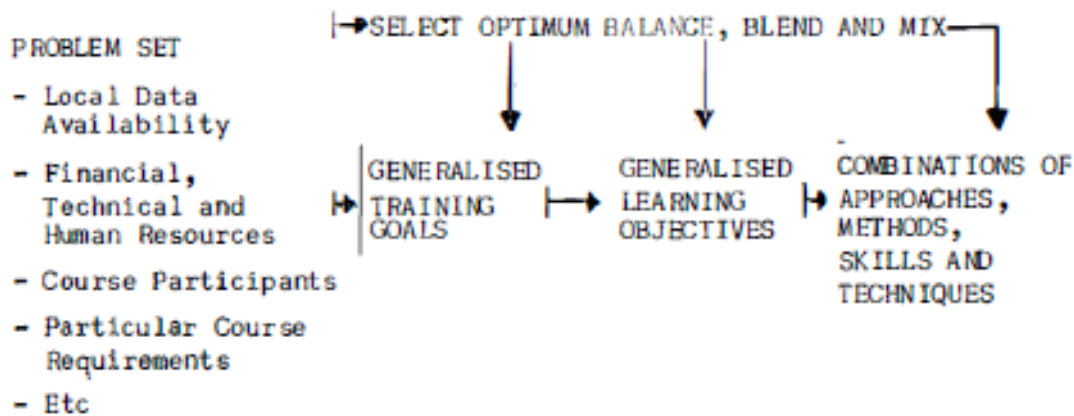 SELECT OPTIMUM BALANCE, BLEND AND MIX
PROBLEM SET
- Local Data
Availability
- Financial,
Technical and
Human Resources
- Course Participants
- Particular Course
Requirements
- Etc
GENERALISED
TRAINING
GOALS
GENERALISED
LEARNING
OBJECTIVES
COMBINATIONS OF
APPROACHES,
METHODS,
SKILLS AND
TECHNIQUES